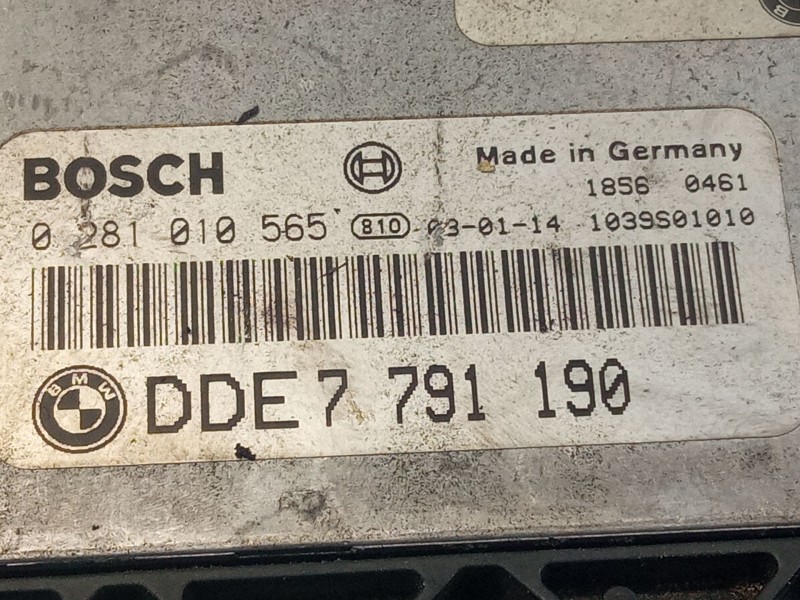 BOSCH
Made in Germany
1856 0461
0 281 010 565 810 03-01-14 1039S01010
BMW
DDE 7 791 190